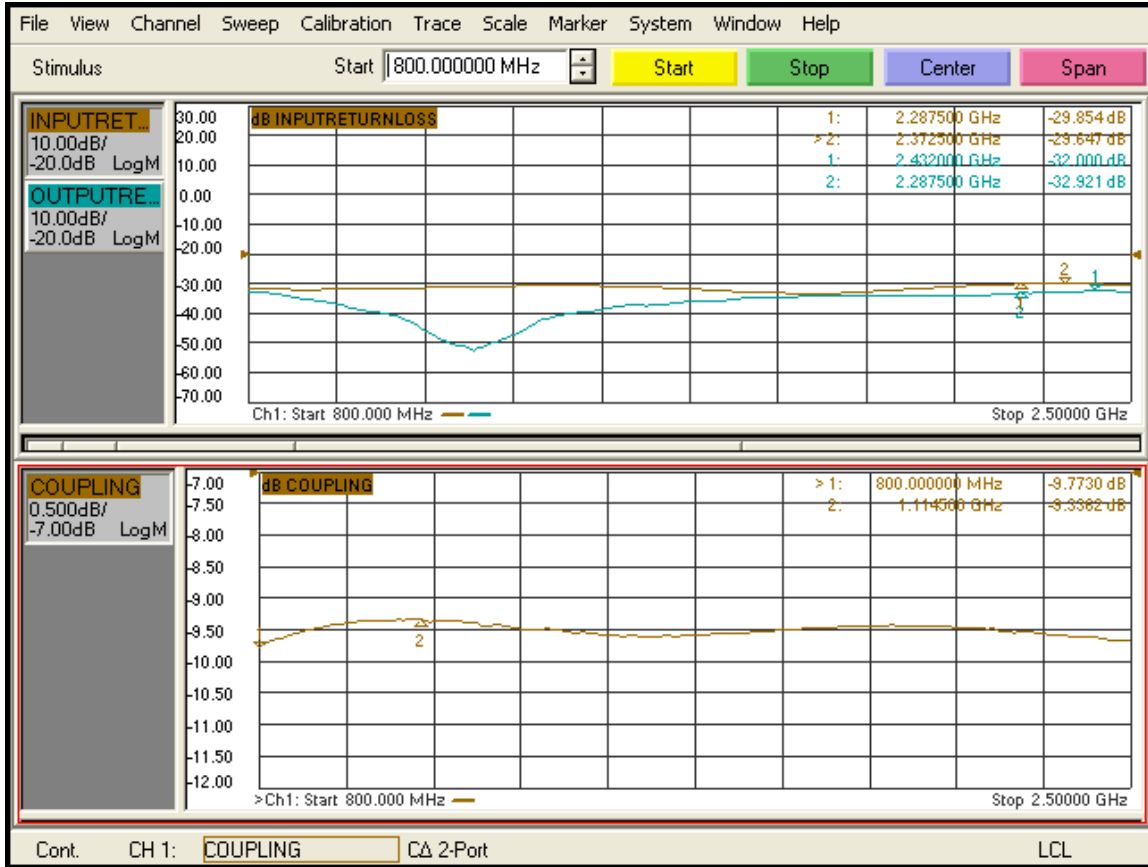 File View Channel Sweep Calibration Trace Scale Marker System Window Help
Stimulus Start 800.000000 MHz Start Stop Center Span
INPUTRET...
10.00dB/
-20.0dB LogM
OUTPUTRE...
10.00dB/
-20.0dB LogM
30.00
20.00
10.00
0.00
-10.00
-20.00
-30.00
-40.00
-50.00
-60.00
-70.00
dB INPUTRETURNLOSS
1: 2.287500 GHz -29.854 dB
>2: 2.372500 GHz -29.647 dB
1: 2.432000 GHz -32.000 dB
2: 2.287500 GHz -32.921 dB
2
1
1
2
Ch1: Start 800.000 MHz Stop 2.50000 GHz
COUPLING
0.500dB/
-7.00dB LogM
-7.00
-7.50
-8.00
-8.50
-9.00
-9.50
-10.00
-10.50
-11.00
-11.50
-12.00
dB COUPLING
>1: 800.000000 MHz -9.7730 dB
2: 1.114500 GHz -9.3362 dB
2
>Ch1: Start 800.000 MHz Stop 2.50000 GHz
Cont. CH 1: COUPLING CΔ 2-Port LCL